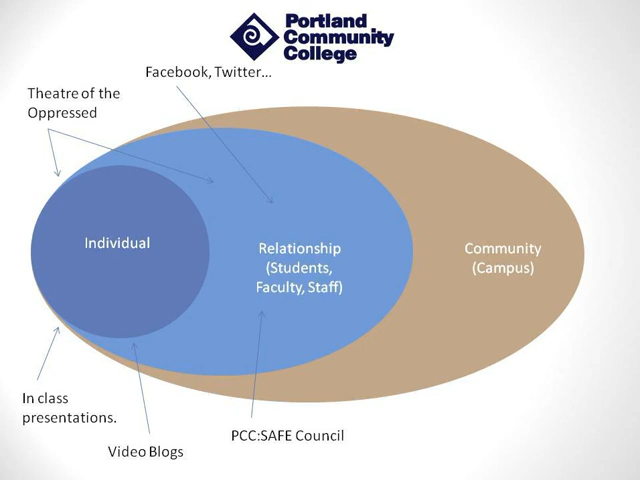 Portland
Community
College
Facebook, Twitter...
Theatre of the
Oppressed
Individual
Relationship
(Students,
Faculty, Staff)
Community
(Campus)
In class
presentations.
Video Blogs
PCC:SAFE Council